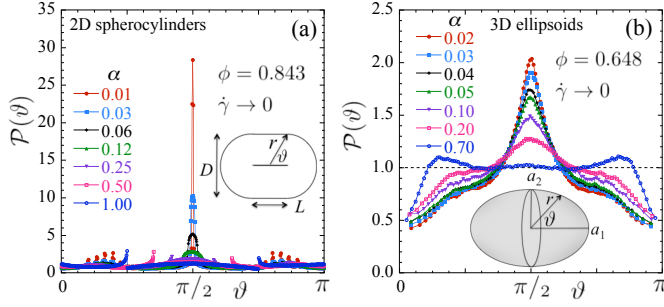 2D spherocylinders (a)
35
30
25
20
15
10
5
0
P(ϑ)
α
0.01
0.03
0.06
0.12
0.25
0.50
1.00
ϕ = 0.843
γ̇ → 0
D
r
ϑ
L
0
π/2
ϑ
π
3D ellipsoids (b)
2.5
2.0
1.5
1.0
0.5
0.0
P(ϑ)
α
0.02
0.03
0.04
0.05
0.10
0.20
0.70
ϕ = 0.648
γ̇ → 0
a2
r
ϑ
a1
0
π/2
ϑ
π